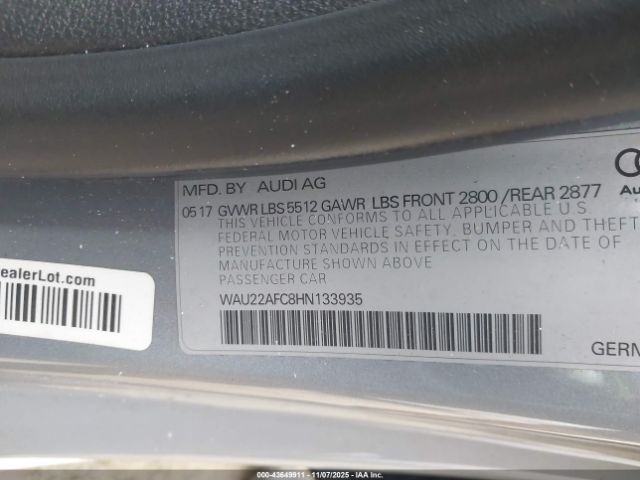 MFD. BY AUDI AG
0517 GVWR LBS 5512 GAWR LBS FRONT 2800 / REAR 2877
THIS VEHICLE CONFORMS TO ALL APPLICABLE U.S.
FEDERAL MOTOR VEHICLE SAFETY, BUMPER AND THEFT
PREVENTION STANDARDS IN EFFECT ON THE DATE OF
MANUFACTURE SHOWN ABOVE
PASSENGER CAR
WAU22AFC8HN133935
GERM
Au
ealerLot.com
00 - 43649911 - 11/07/2025 - IAA Inc.